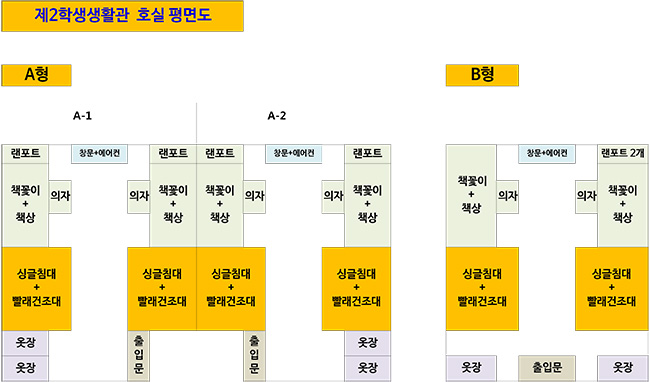 제2학생생활관 호실 평면도
A형
B형
A-1
A-2
랜포트
창문+에어컨
랜포트
랜포트
창문+에어컨
랜포트
창문+에어컨
랜포트 2개
책꽂이
+
책상
의자
의자
책꽂이
+
책상
책꽂이
+
책상
의자
의자
책꽂이
+
책상
책꽂이
+
책상
의자
의자
책꽂이
+
책상
싱글침대
+
빨래건조대
싱글침대
+
빨래건조대
싱글침대
+
빨래건조대
싱글침대
+
빨래건조대
싱글침대
+
빨래건조대
싱글침대
+
빨래건조대
옷장
옷장
출
입
문
출
입
문
옷장
옷장
옷장
출입문
옷장